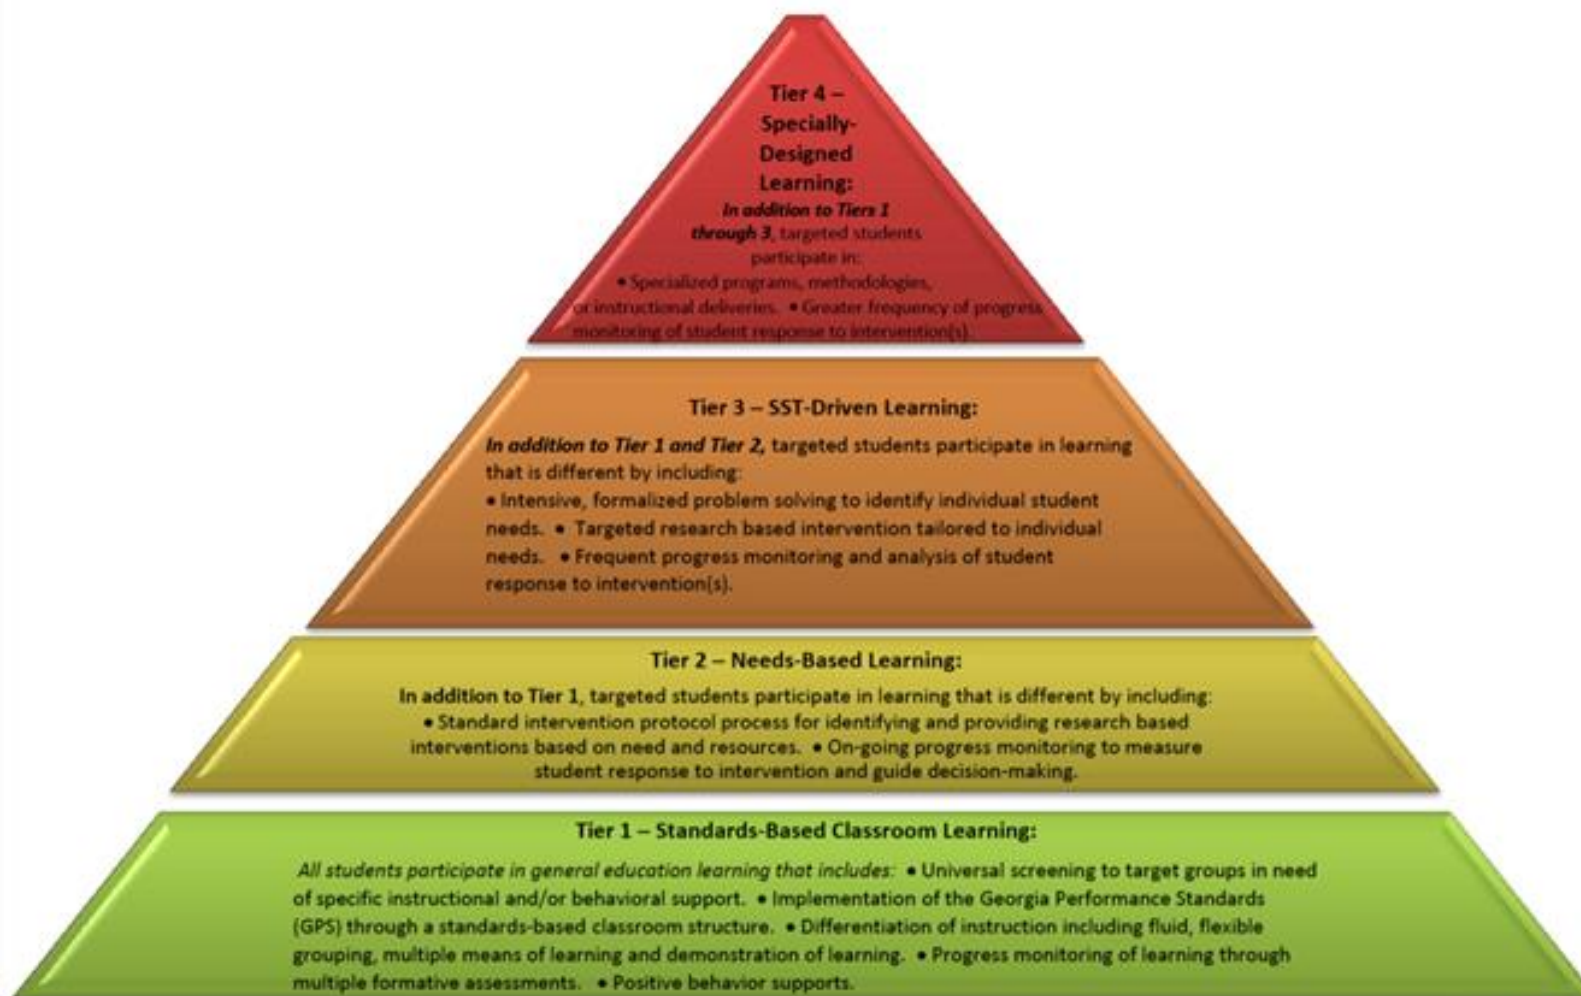 Tier 4 –
Specially-
Designed
Learning:
In addition to Tiers 1
through 3, targeted students
participate in:
• Specialized programs, methodologies,
or instructional deliveries. • Greater frequency of progress
monitoring of student response to intervention(s).
Tier 3 – SST-Driven Learning:
In addition to Tier 1 and Tier 2, targeted students participate in learning
that is different by including:
• Intensive, formalized problem solving to identify individual student
needs. • Targeted research based intervention tailored to individual
needs. • Frequent progress monitoring and analysis of student
response to intervention(s).
Tier 2 – Needs-Based Learning:
In addition to Tier 1, targeted students participate in learning that is different by including:
• Standard intervention protocol process for identifying and providing research based
interventions based on need and resources. • On-going progress monitoring to measure
student response to intervention and guide decision-making.
Tier 1 – Standards-Based Classroom Learning:
All students participate in general education learning that includes: • Universal screening to target groups in need
of specific instructional and/or behavioral support. • Implementation of the Georgia Performance Standards
(GPS) through a standards-based classroom structure. • Differentiation of instruction including fluid, flexible
grouping, multiple means of learning and demonstration of learning. • Progress monitoring of learning through
multiple formative assessments. • Positive behavior supports.